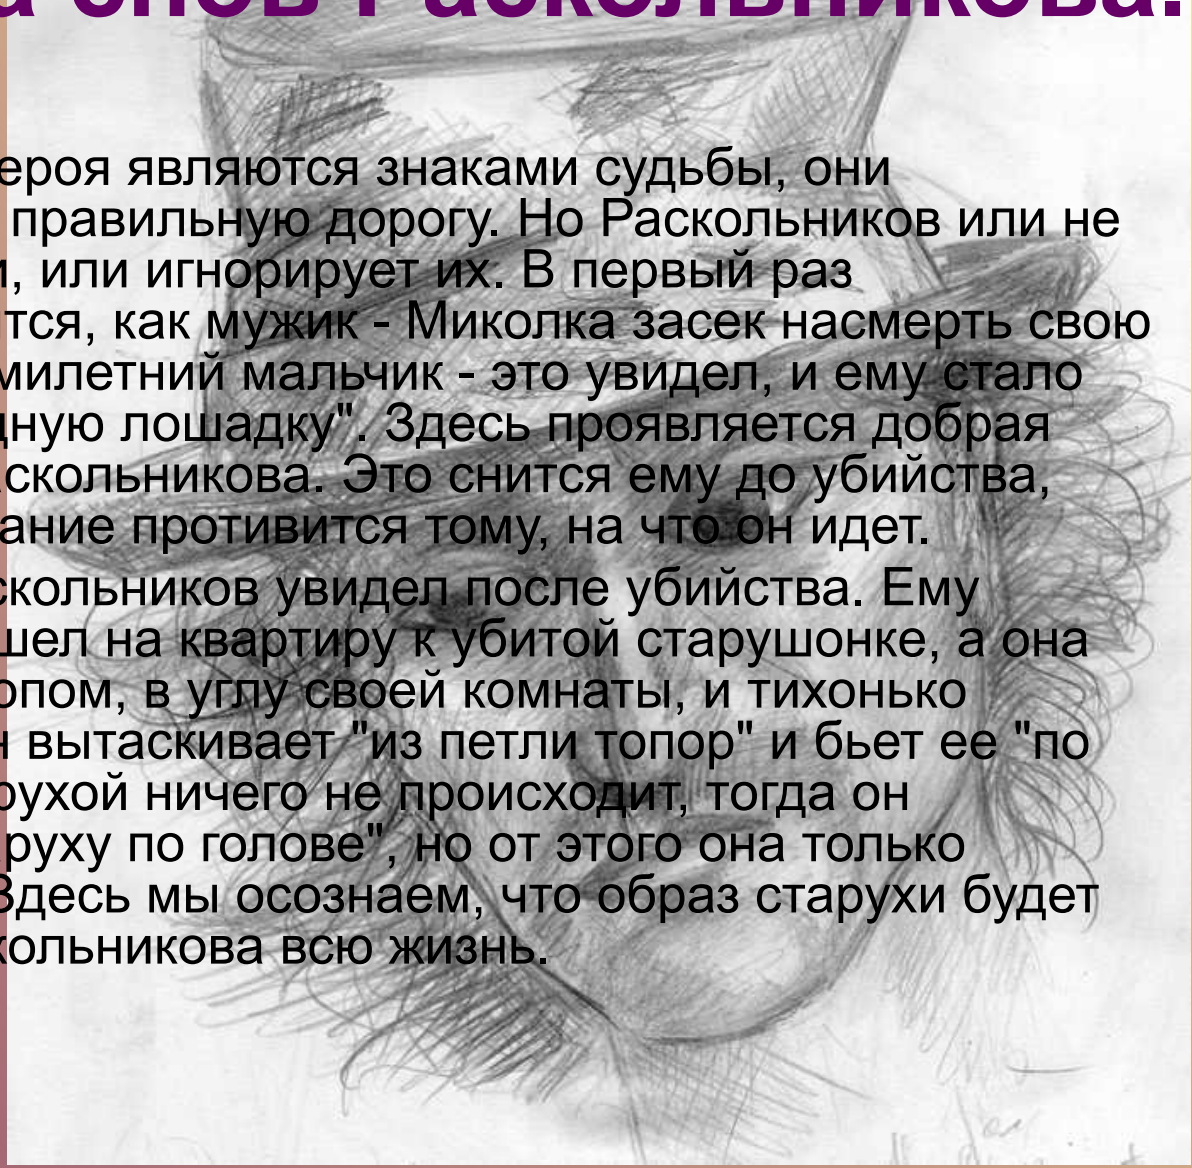 а снов Раскольникова.
ероя являются знаками судьбы, они
правильную дорогу. Но Раскольников или не
и, или игнорирует их. В первый раз
тся, как мужик - Миколка засек насмерть свою
милетний мальчик - это увидел, и ему стало
дную лошадку". Здесь проявляется добрая
скольникова. Это снится ему до убийства,
ание противится тому, на что он идет.
скольников увидел после убийства. Ему
шел на квартиру к убитой старушонке, а она
опом, в углу своей комнаты, и тихонько
н вытаскивает "из петли топор" и бьет ее "по
рухой ничего не происходит, тогда он
руху по голове", но от этого она только
Здесь мы осознаем, что образ старухи будет
кольникова всю жизнь.